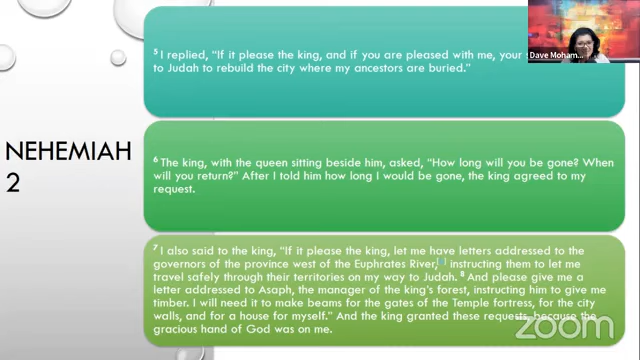 Dave Moham...
NEHEMIAH
2
5 I replied, “If it please the king, and if you are pleased with me, your
to Judah to rebuild the city where my ancestors are buried.”
6 The king, with the queen sitting beside him, asked, “How long will you be gone? When
will you return?” After I told him how long I would be gone, the king agreed to my
request.
7 I also said to the king, “If it please the king, let me have letters addressed to the
governors of the province west of the Euphrates River, instructing them to let me
travel safely through their territories on my way to Judah. 8 And please give me a
letter addressed to Asaph, the manager of the king’s forest, instructing him to give me
timber. I will need it to make beams for the gates of the Temple fortress, for the city
walls, and for a house for myself.” And the king granted these requests, because the
gracious hand of God was on me.
zoom